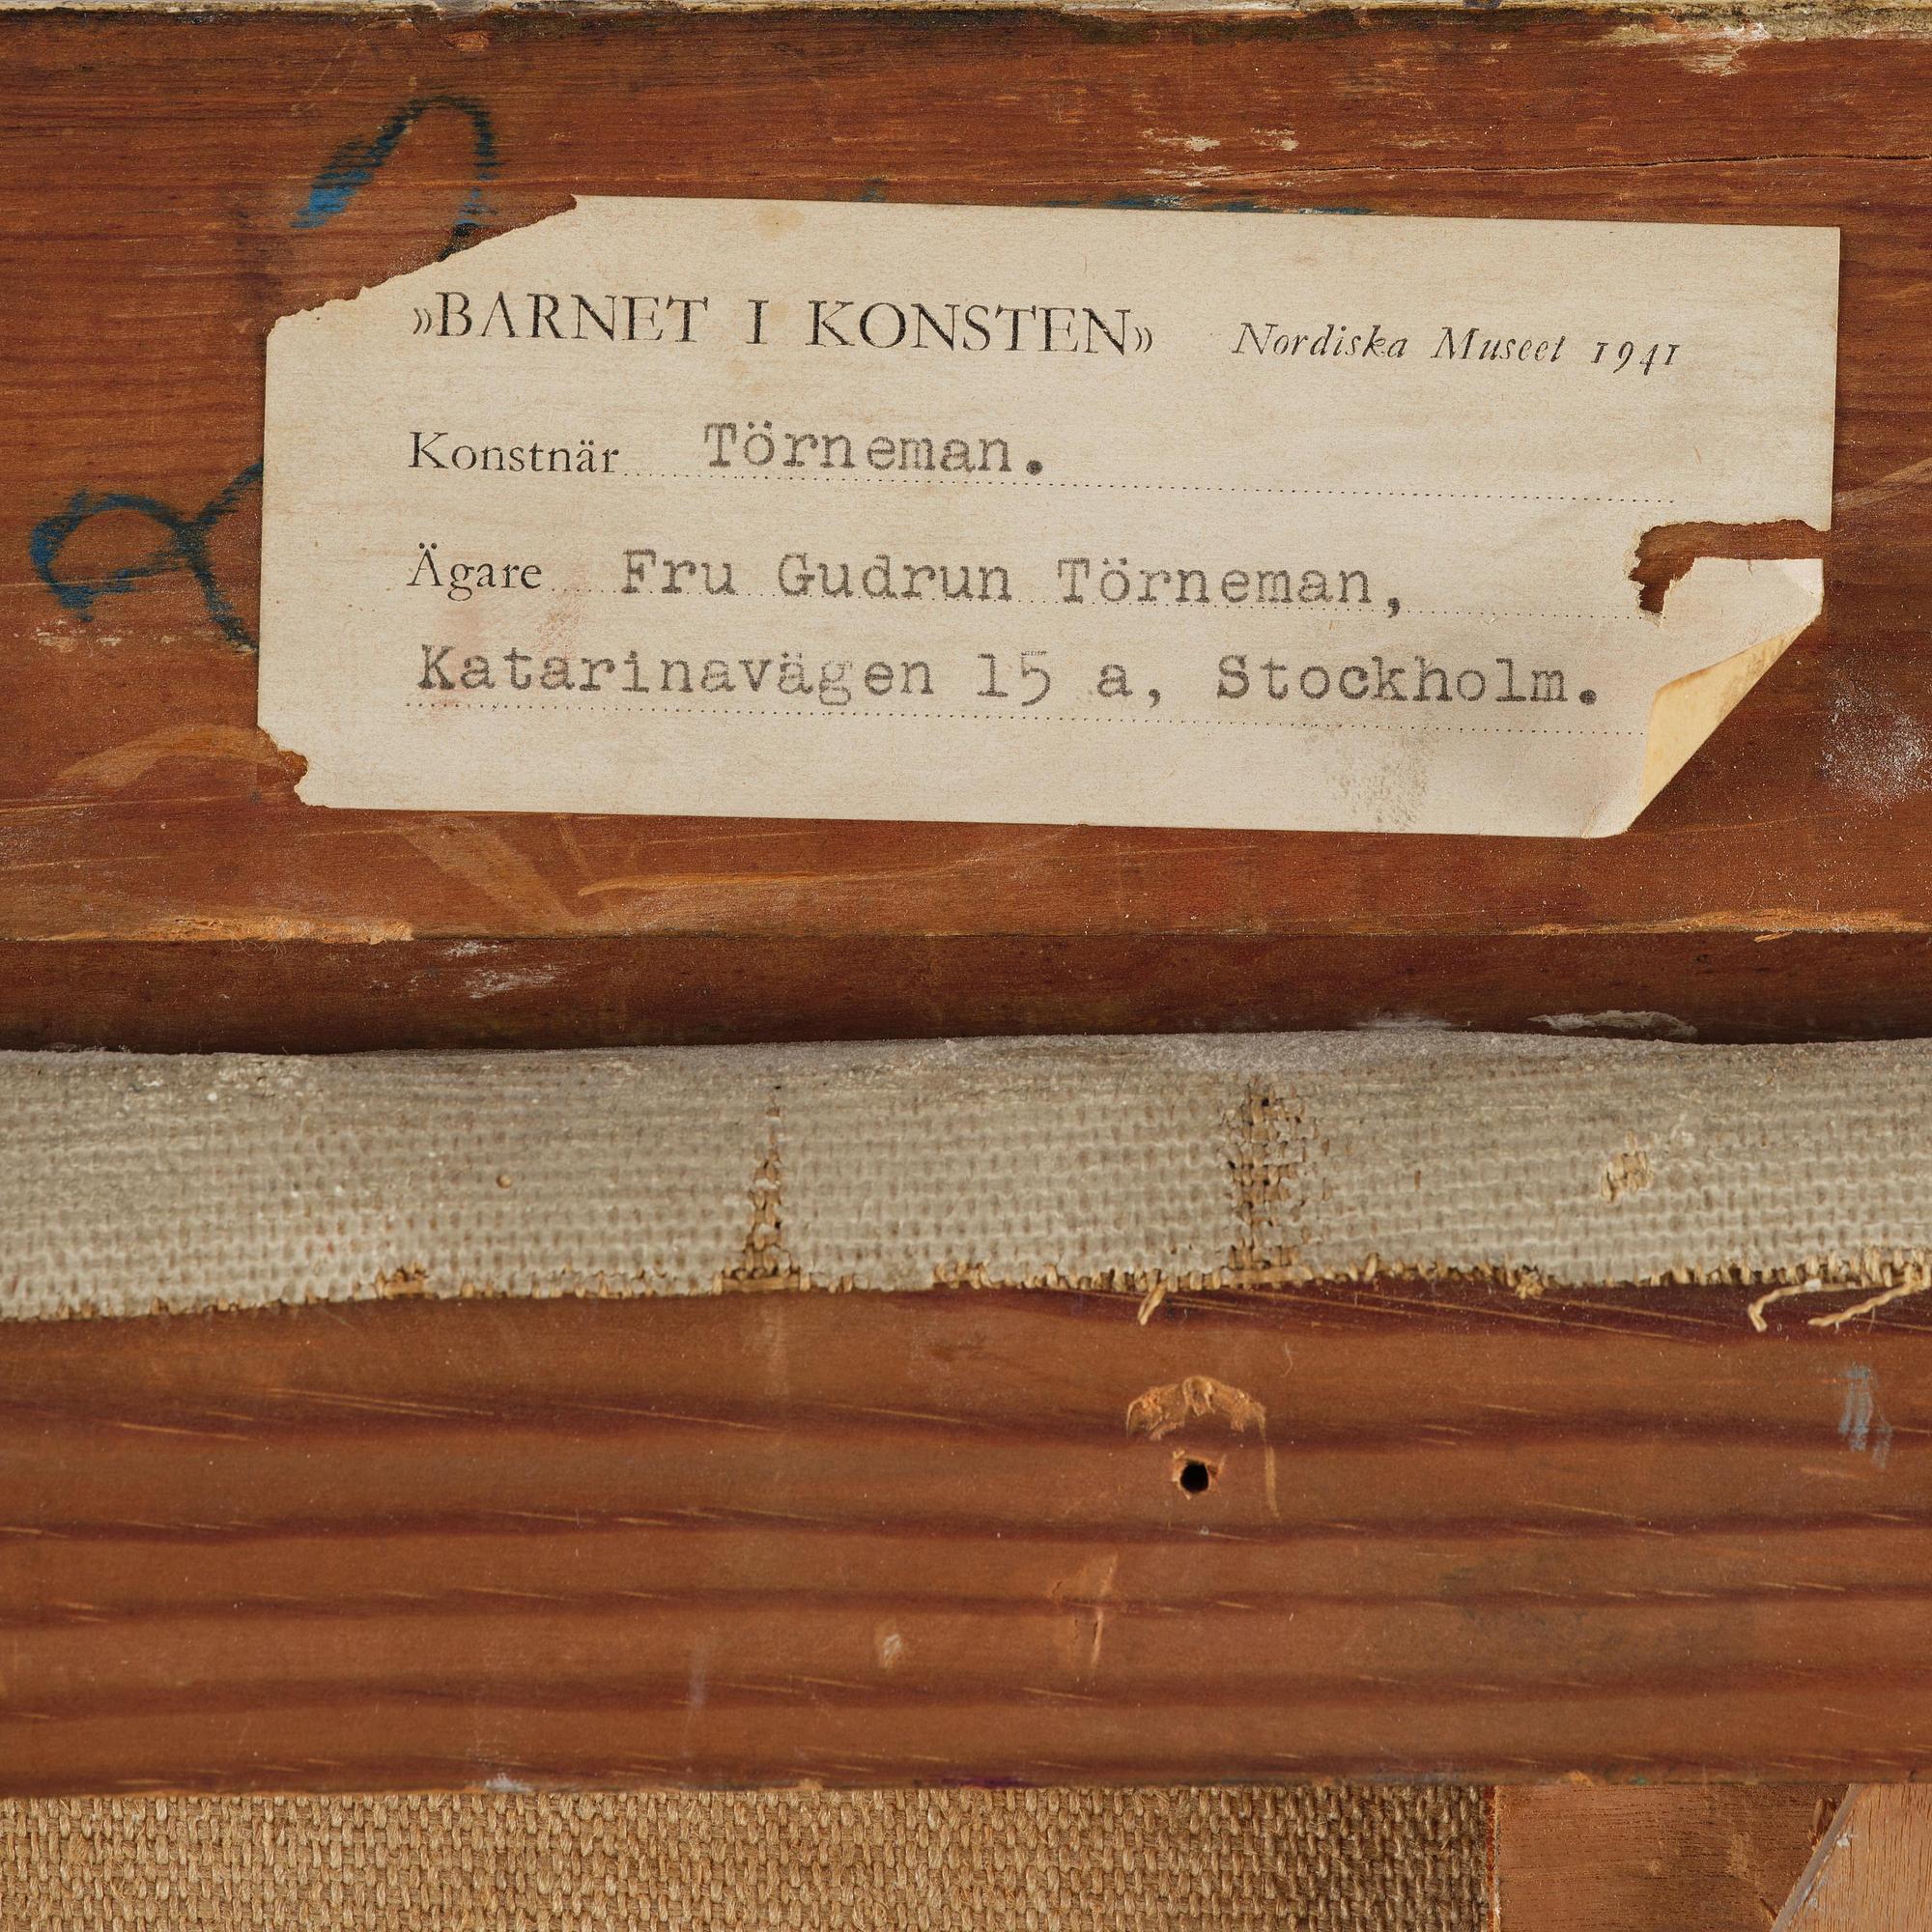 »BARNET I KONSTEN» Nordiska Museet 1941
Konstnär Törneman.
Ägare Fru Gudrun Törneman,
Katarinavägen 15 a, Stockholm.